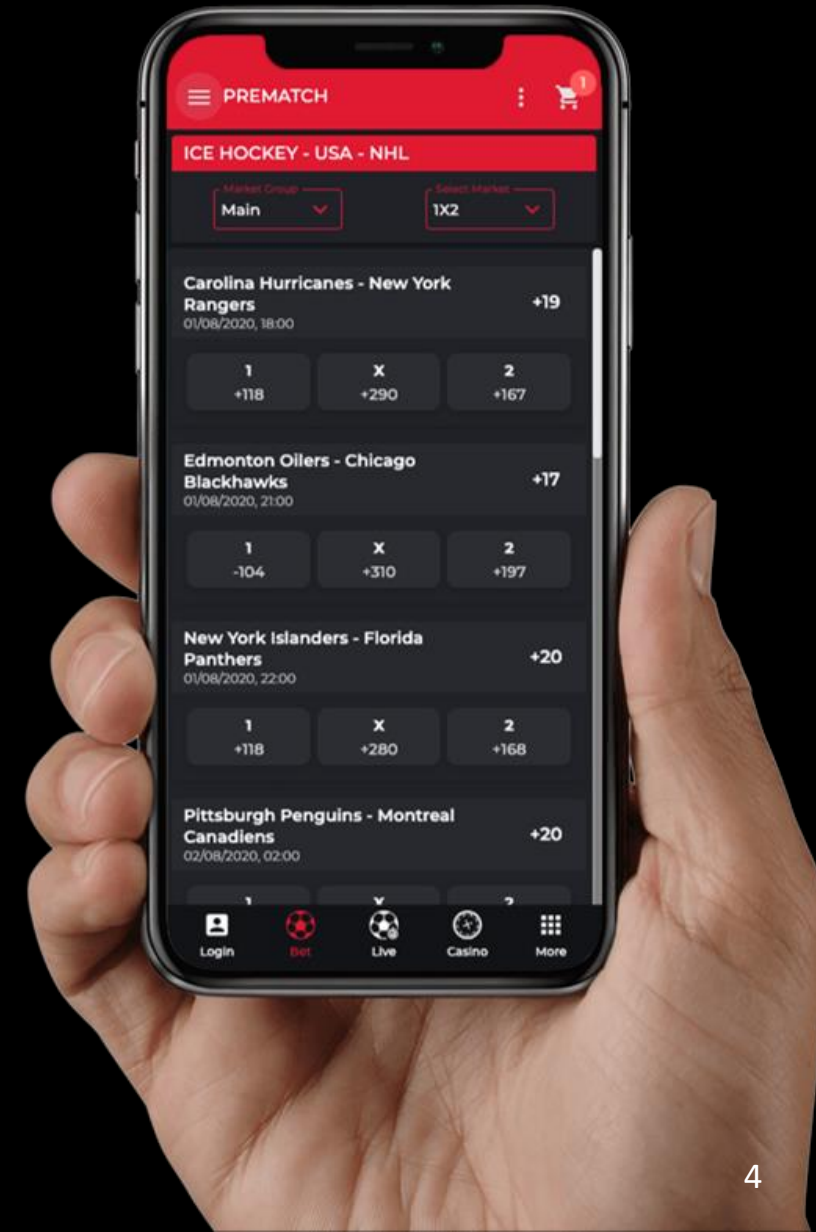 PREMATCH
1
ICE HOCKEY - USA - NHL
Market Group
Select Market
Main
1X2
Carolina Hurricanes - New York
Rangers
+19
01/08/2020, 18:00
1 X 2
+118 +290 +167
Edmonton Oilers - Chicago
Blackhawks
+17
01/08/2020, 21:00
1 X 2
-104 +310 +197
New York Islanders - Florida
Panthers
+20
01/08/2020, 22:00
1 X 2
+118 +280 +168
Pittsburgh Penguins - Montreal
Canadiens
+20
02/08/2020, 02:00
1 X 2
Login Bet Live Casino More
4